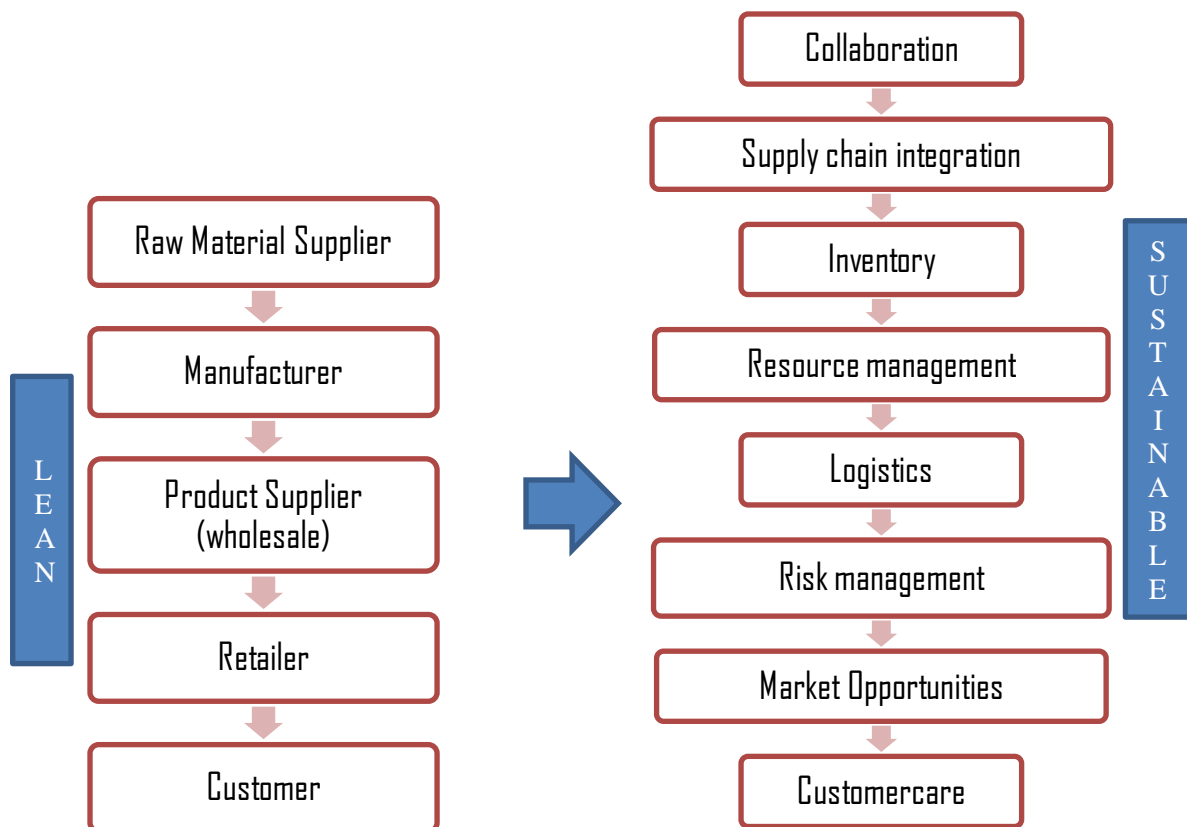 L
E
A
N
Raw Material Supplier
Manufacturer
Product Supplier
(wholesale)
Retailer
Customer
Collaboration
Supply chain integration
Inventory
Resource management
Logistics
Risk management
Market Opportunities
Customercare
S
U
S
T
A
I
N
A
B
L
E